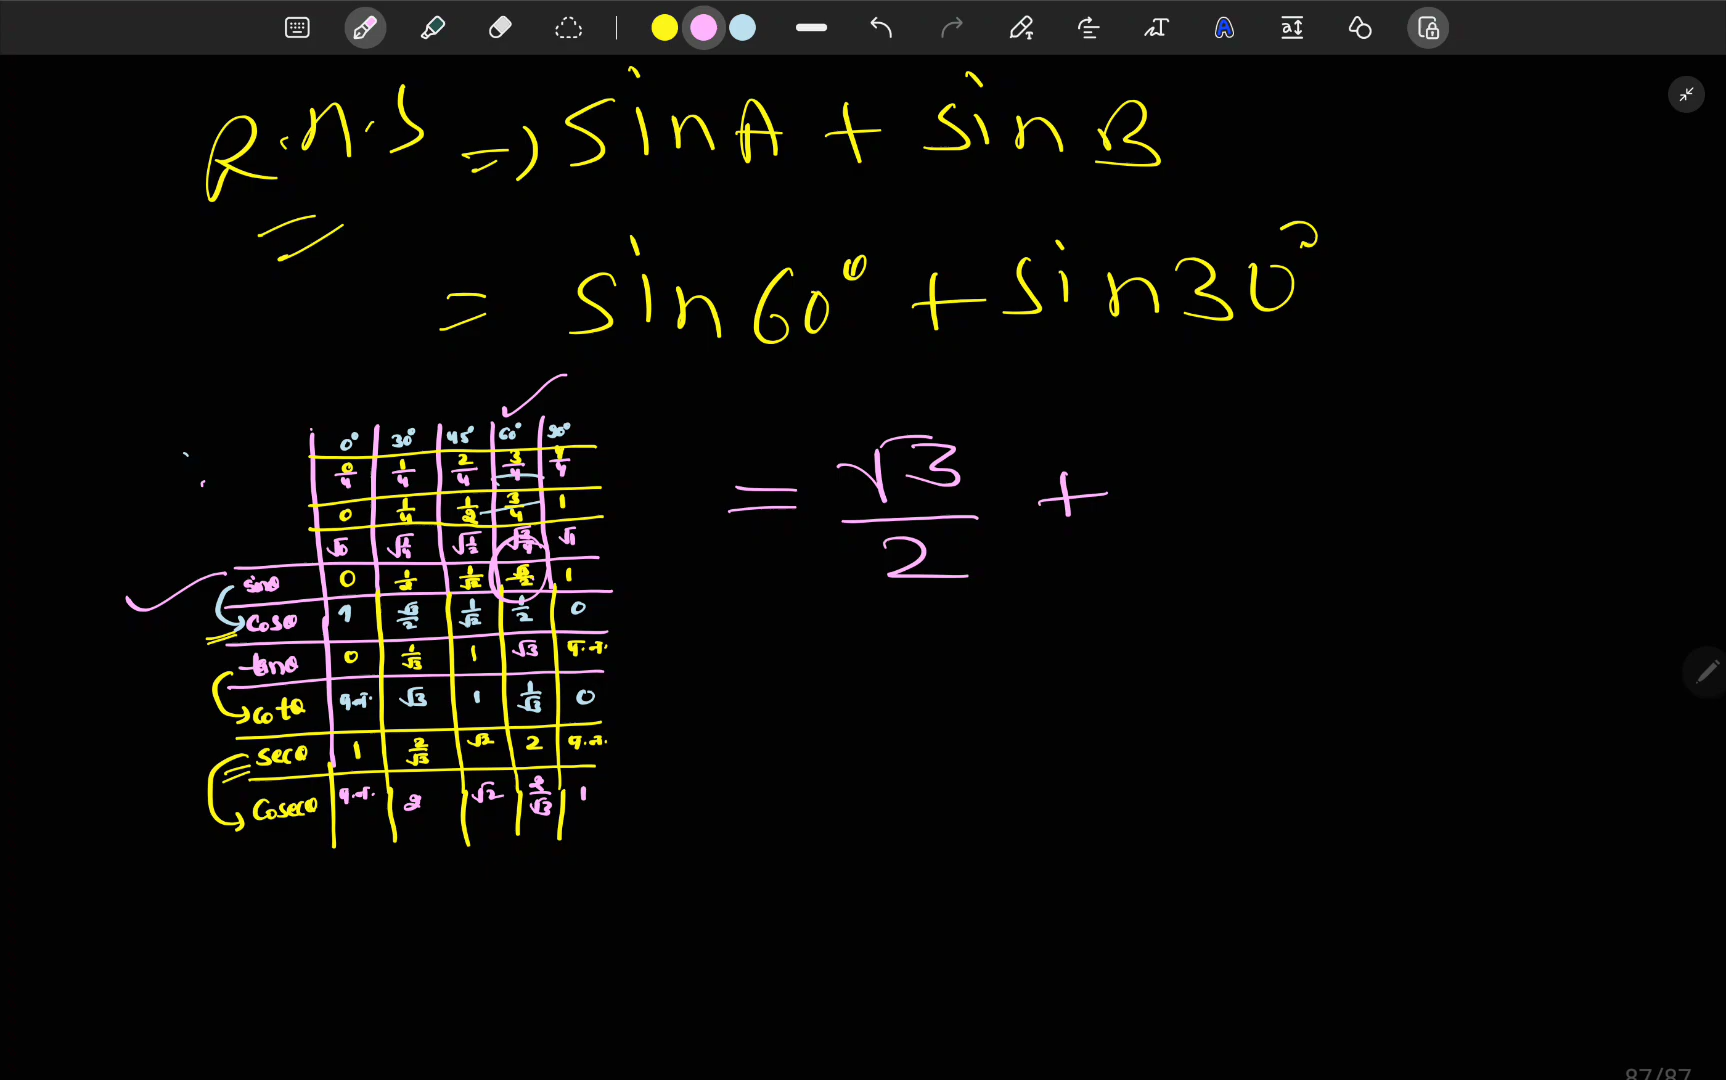 R.H.S => sinA + sin B
= sin60° + sin30°
= √3/2 +
0° 30° 45° 60° 90°
0/4 1/4 2/4 3/4 4/4
0 1/4 1/2 3/4 1
√0 √1/4 √1/2 √3/4 √1
sinθ 0 1/2 1/√2 √3/2 1
Cosθ 1 √3/2 1/√2 1/2 0
tanθ 0 1/√3 1 √3
Cotθ √3 1 1/√3 0
Secθ 1 2/√3 √2 2
Cosecθ 2 √2 2/√3 1
87/87